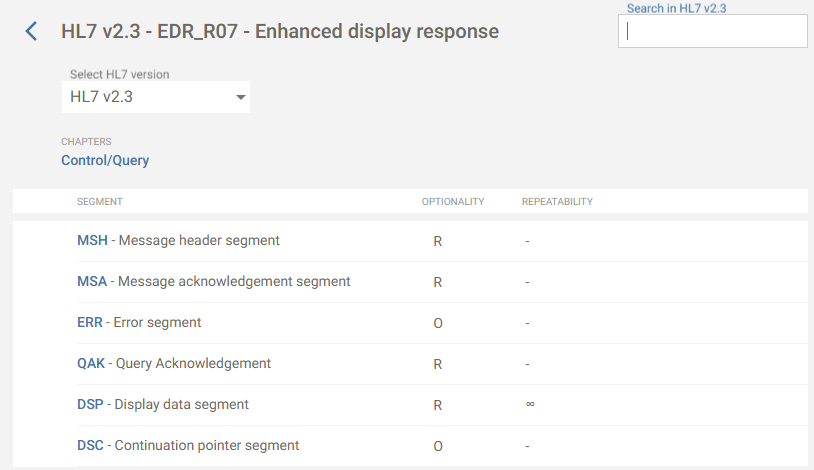 Search in HL7 v2.3
HL7 v2.3 - EDR_R07 - Enhanced display response
Select HL7 version
HL7 v2.3
CHAPTERS
Control/Query
SEGMENT OPTIONALITY REPEATABILITY
MSH - Message header segment R -
MSA - Message acknowledgement segment R -
ERR - Error segment O -
QAK - Query Acknowledgement R -
DSP - Display data segment R ∞
DSC - Continuation pointer segment O -